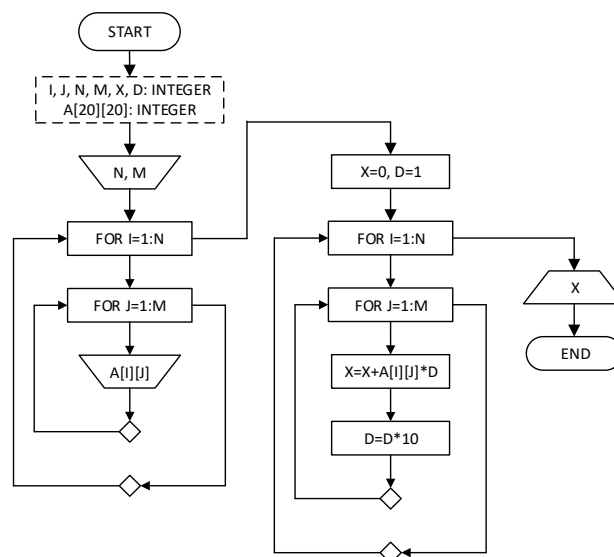 START
I, J, N, M, X, D: INTEGER
A[20][20]: INTEGER
N, M
FOR I=1:N
FOR J=1:M
A[I][J]
X=0, D=1
FOR I=1:N
FOR J=1:M
X=X+A[I][J]*D
D=D*10
X
END